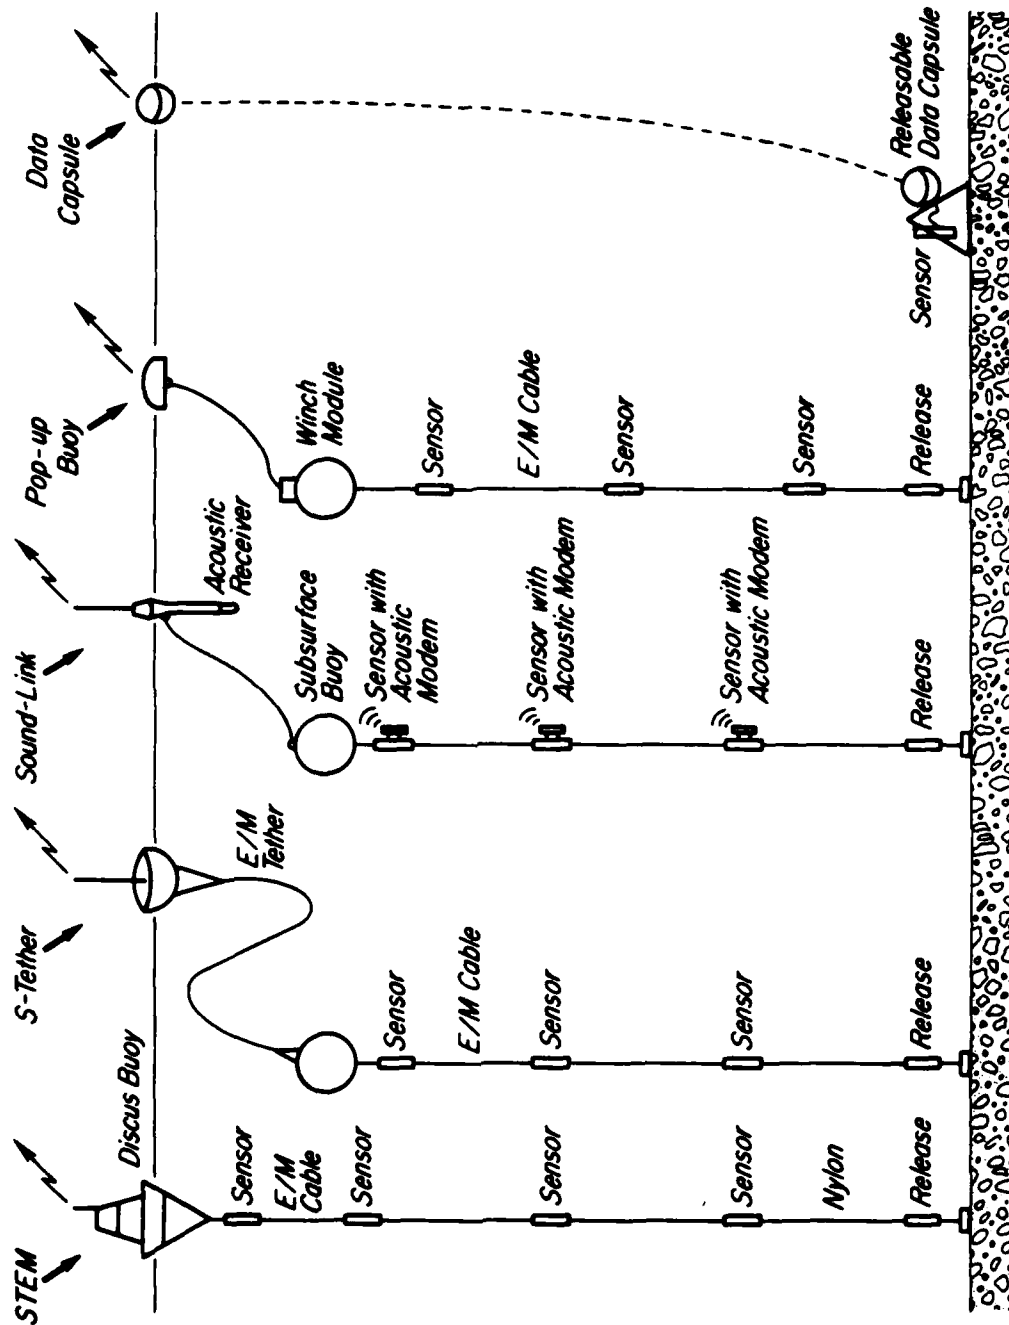 STEM
Discus Buoy
Sensor
E/M
Cable
Sensor
Sensor
Sensor
Nylon
Release
S-Tether
E/M
Tether
Sensor
E/M Cable
Sensor
Sensor
Release
Sound-Link
Acoustic
Receiver
Subsurface
Buoy
Sensor with
Acoustic
Modem
Sensor with
Acoustic Modem
Sensor with
Acoustic Modem
Release
Pop-up
Buoy
Winch
Module
Sensor
E/M Cable
Sensor
Sensor
Release
Data
Capsule
Releasable
Data Capsule
Sensor